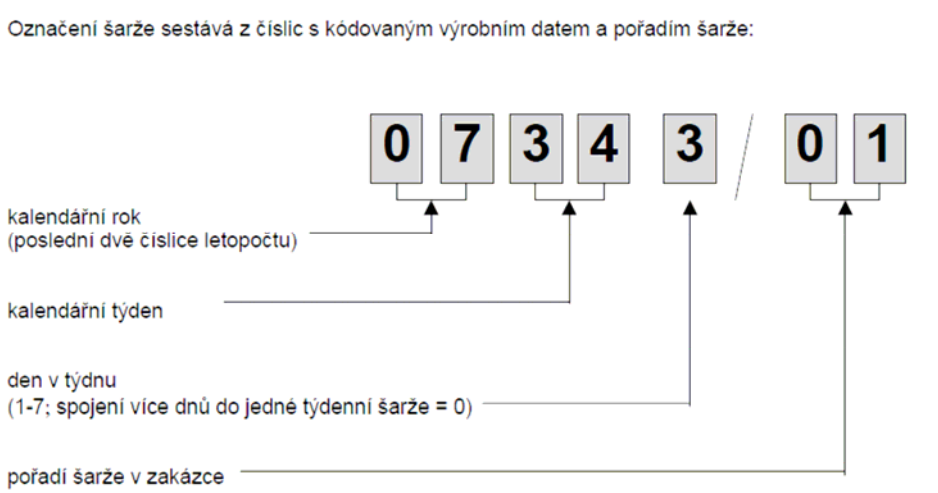 Označení šarže sestává z číslic s kódovaným výrobním datem a pořadím šarže:
0 7 3 4 3 / 0 1
kalendářní rok
(poslední dvě číslice letopočtu)
kalendářní týden
den v týdnu
(1-7; spojení více dnů do jedné týdenní šarže = 0)
pořadí šarže v zakázce